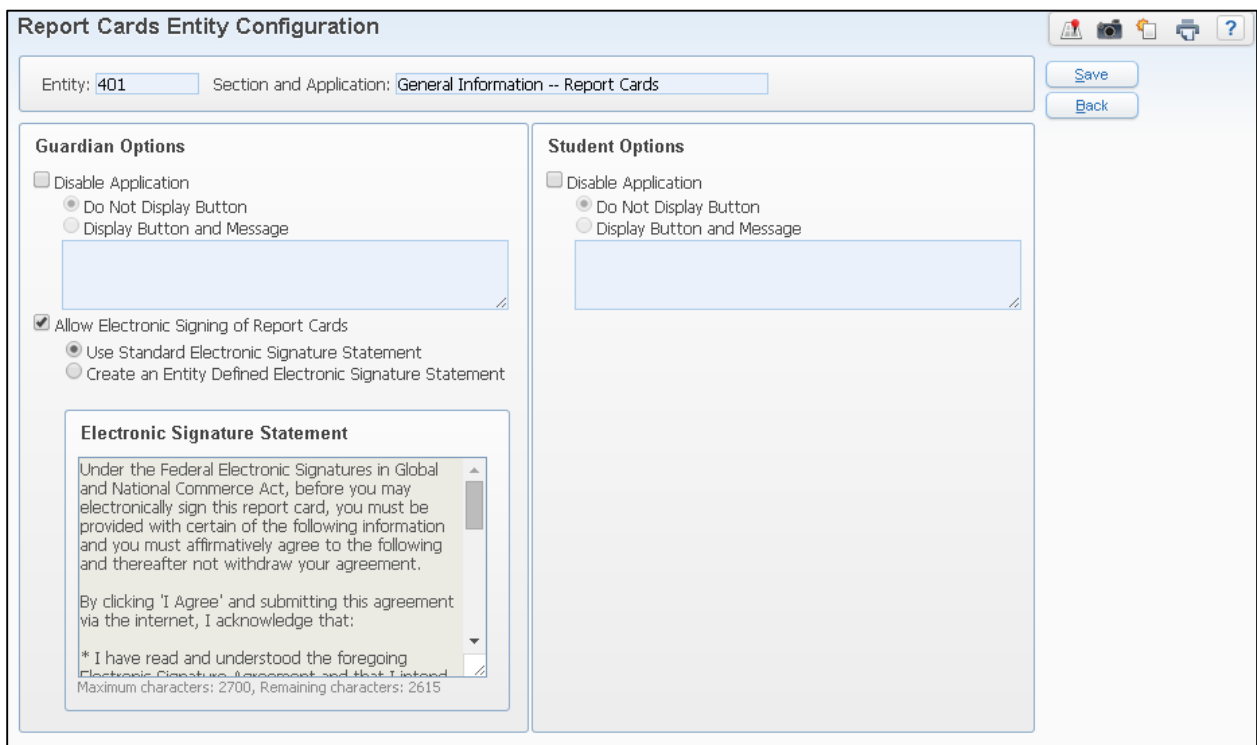 Report Cards Entity Configuration
?
Entity: 401 Section and Application: General Information -- Report Cards
Save
Back
Guardian Options
Disable Application
Do Not Display Button
Display Button and Message
Allow Electronic Signing of Report Cards
Use Standard Electronic Signature Statement
Create an Entity Defined Electronic Signature Statement
Electronic Signature Statement
Under the Federal Electronic Signatures in Global
and National Commerce Act, before you may
electronically sign this report card, you must be
provided with certain of the following information
and you must affirmatively agree to the following
and thereafter not withdraw your agreement.
By clicking 'I Agree' and submitting this agreement
via the internet, I acknowledge that:
* I have read and understood the foregoing
Electronic Signature Agreement and that I intend
Maximum characters: 2700, Remaining characters: 2615
Student Options
Disable Application
Do Not Display Button
Display Button and Message